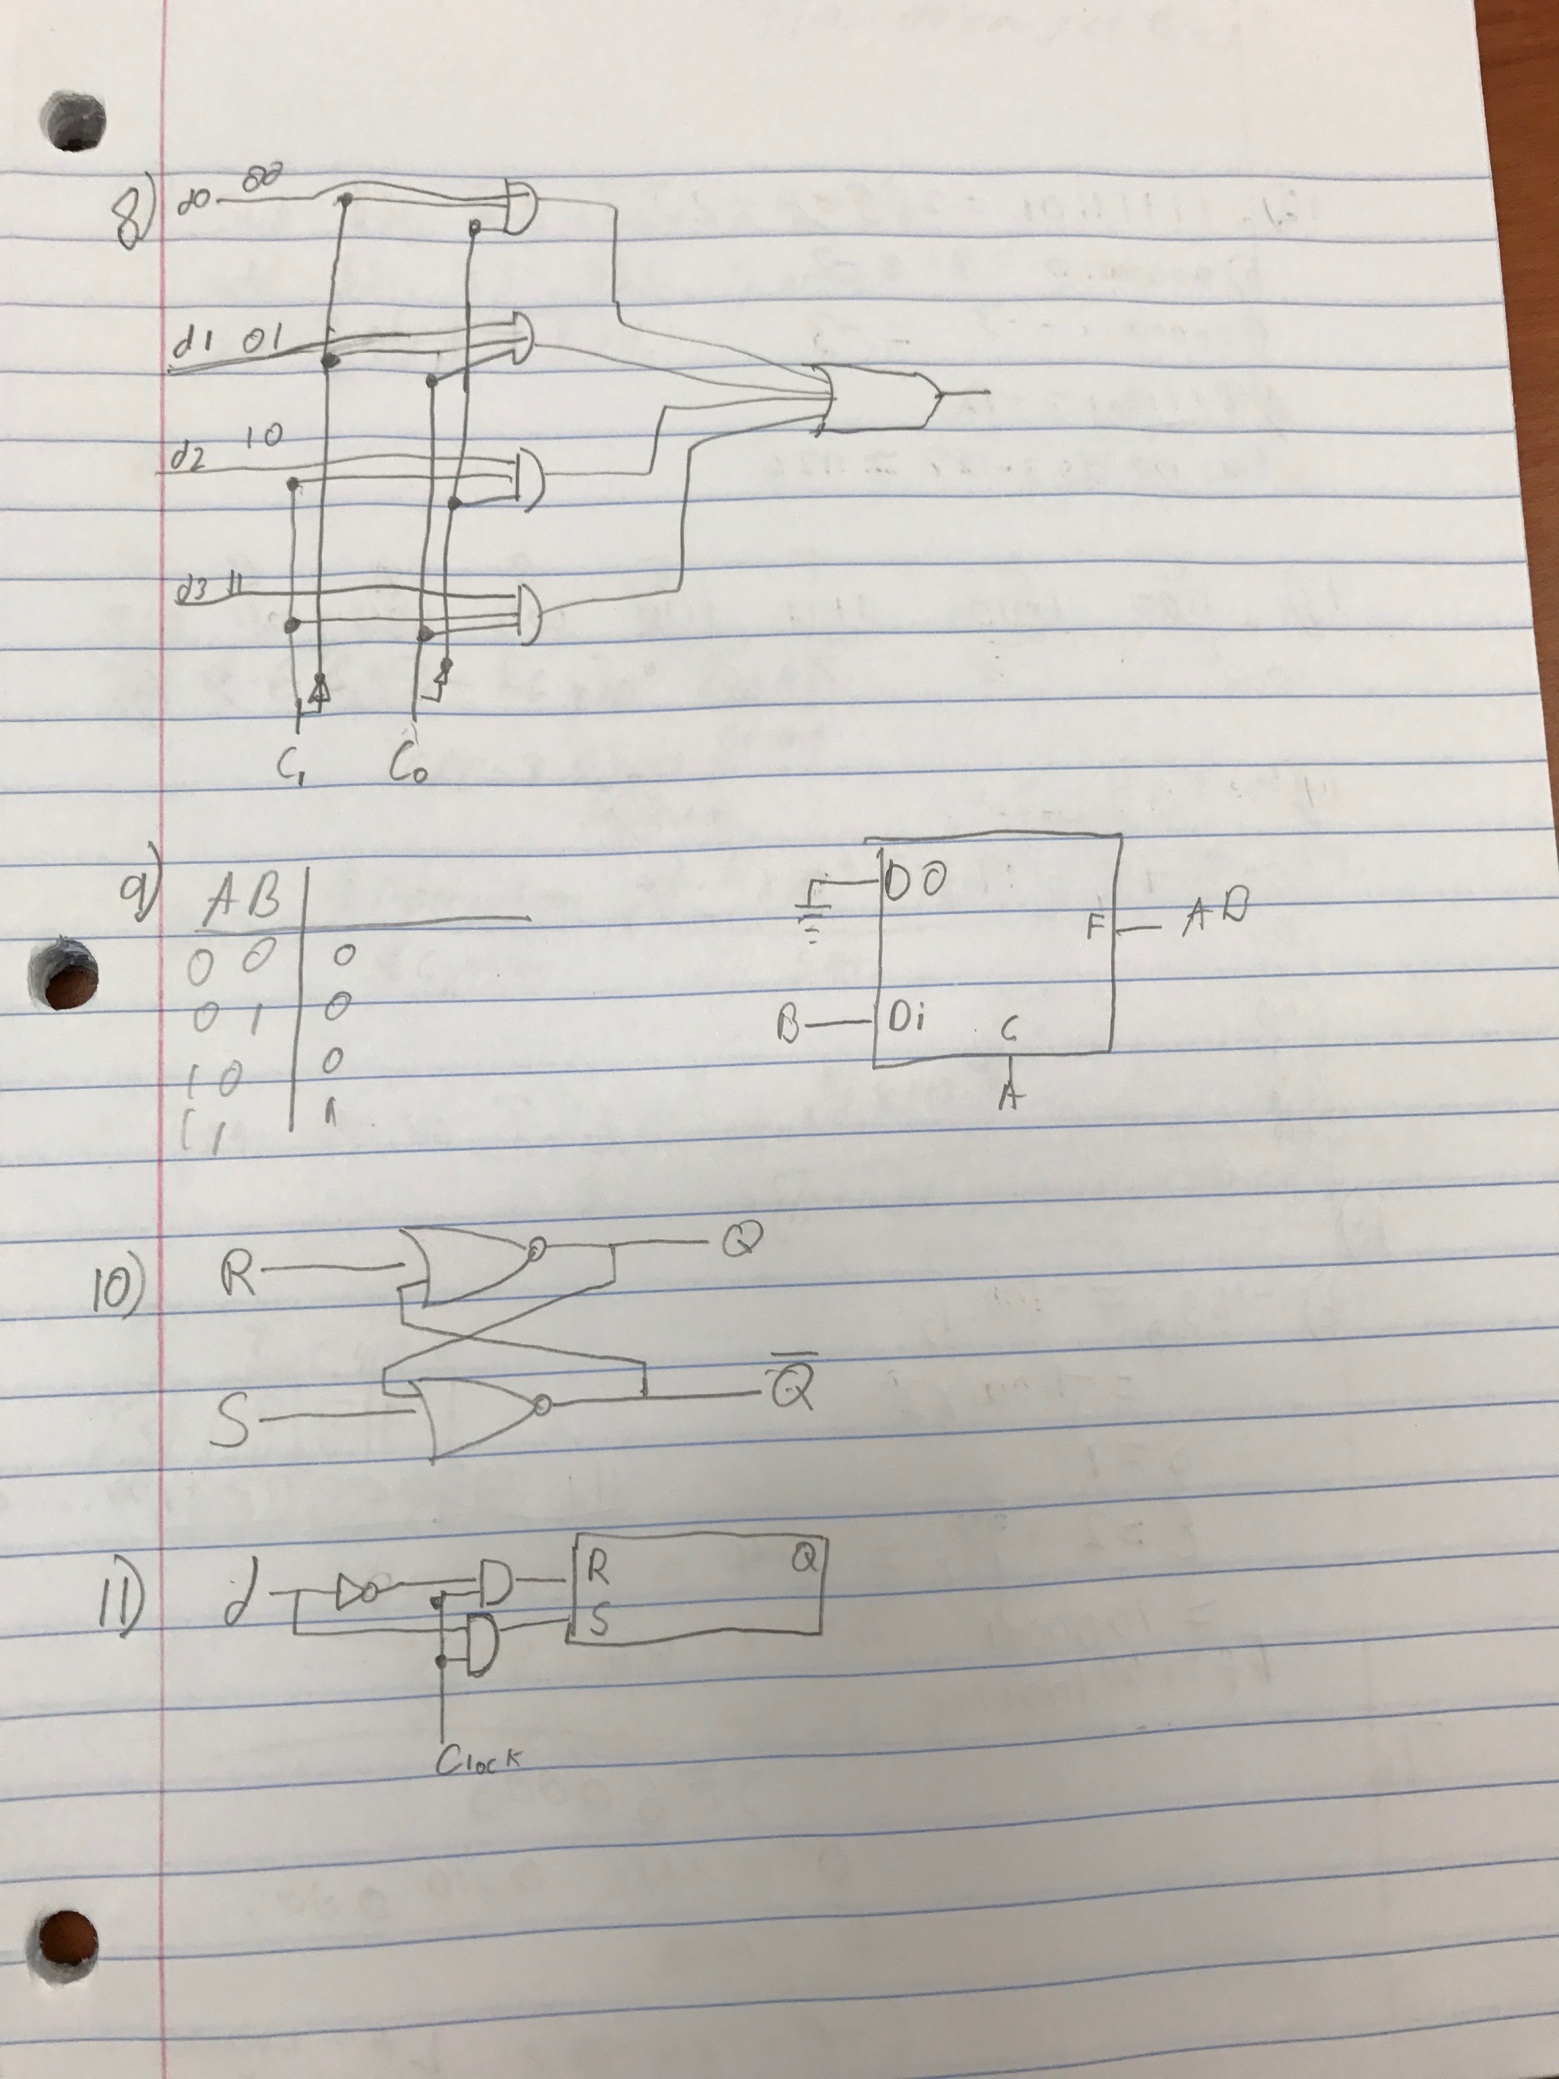 8) d0 00
d1 01
d2 10
d3 11
C₁ C₀
9) A B
0 0 0
0 1 0
1 0 0
1 1 1
D0
F AB
B Di C
A
10) R Q
S Q̅
11) d R Q
S
Clock